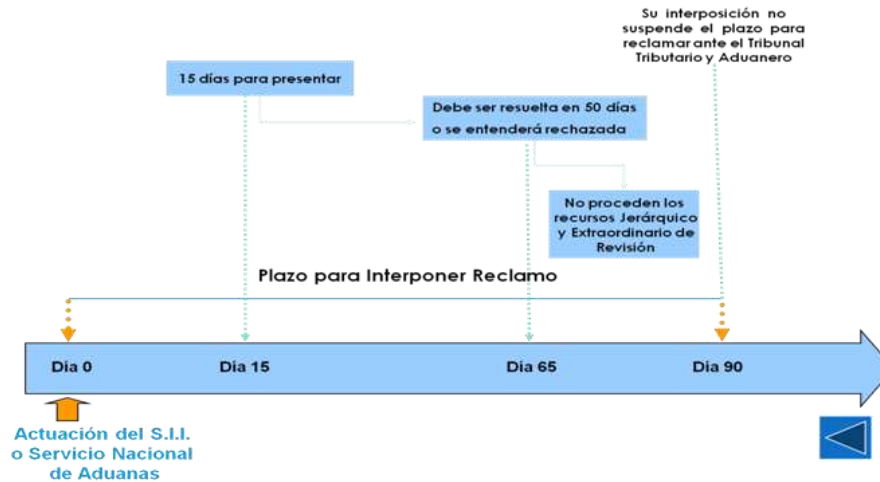 Su interposición no
suspende el plazo para
reclamar ante el Tribunal
Tributario y Aduanero
15 días para presentar
Debe ser resuelta en 50 días
o se entenderá rechazada
No proceden los
recursos Jerárquico
y Extraordinario de
Revisión
Plazo para Interponer Reclamo
Día 0
Día 15
Día 65
Día 90
Actuación del S.I.I.
o Servicio Nacional
de Aduanas